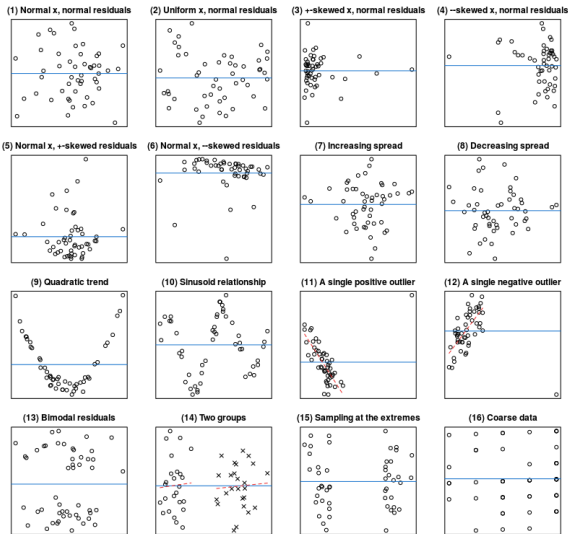 (1) Normal x, normal residuals
(2) Uniform x, normal residuals
(3) +-skewed x, normal residuals
(4) --skewed x, normal residuals
(5) Normal x, +-skewed residuals
(6) Normal x, --skewed residuals
(7) Increasing spread
(8) Decreasing spread
(9) Quadratic trend
(10) Sinusoid relationship
(11) A single positive outlier
(12) A single negative outlier
(13) Bimodal residuals
(14) Two groups
(15) Sampling at the extremes
(16) Coarse data